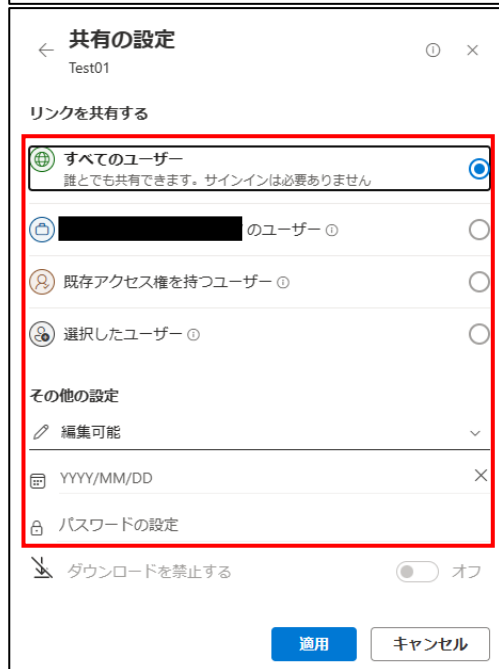 共有の設定
Test01
リンクを共有する
すべてのユーザー
誰とでも共有できます。サインインは必要ありません
のユーザー
既存アクセス権を持つユーザー
選択したユーザー
その他の設定
編集可能
YYYY/MM/DD
パスワードの設定
ダウンロードを禁止する オフ
適用 キャンセル